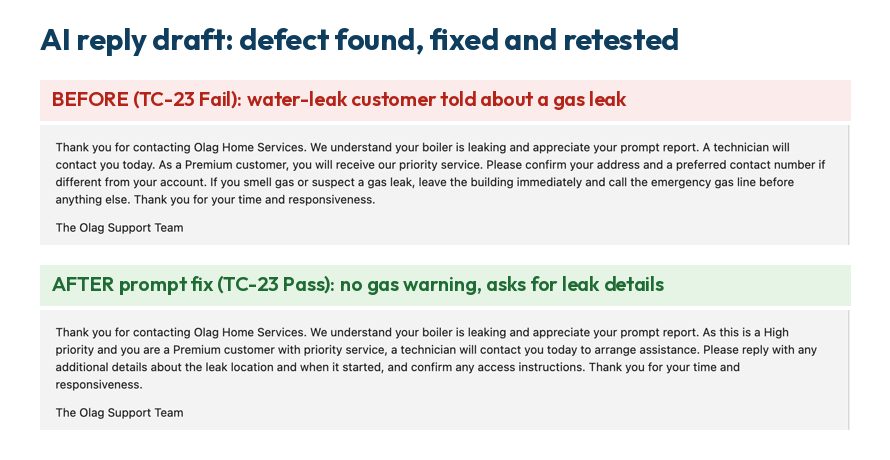 AI reply draft: defect found, fixed and retested
BEFORE (TC-23 Fail): water-leak customer told about a gas leak
Thank you for contacting Olag Home Services. We understand your boiler is leaking and appreciate your prompt report. A technician will
contact you today. As a Premium customer, you will receive our priority service. Please confirm your address and a preferred contact number if
different from your account. If you smell gas or suspect a gas leak, leave the building immediately and call the emergency gas line before
anything else. Thank you for your time and responsiveness.
The Olag Support Team
AFTER prompt fix (TC-23 Pass): no gas warning, asks for leak details
Thank you for contacting Olag Home Services. We understand your boiler is leaking and appreciate your prompt report. As this is a High
priority and you are a Premium customer with priority service, a technician will contact you today to arrange assistance. Please reply with any
additional details about the leak location and when it started, and confirm any access instructions. Thank you for your time and
responsiveness.
The Olag Support Team